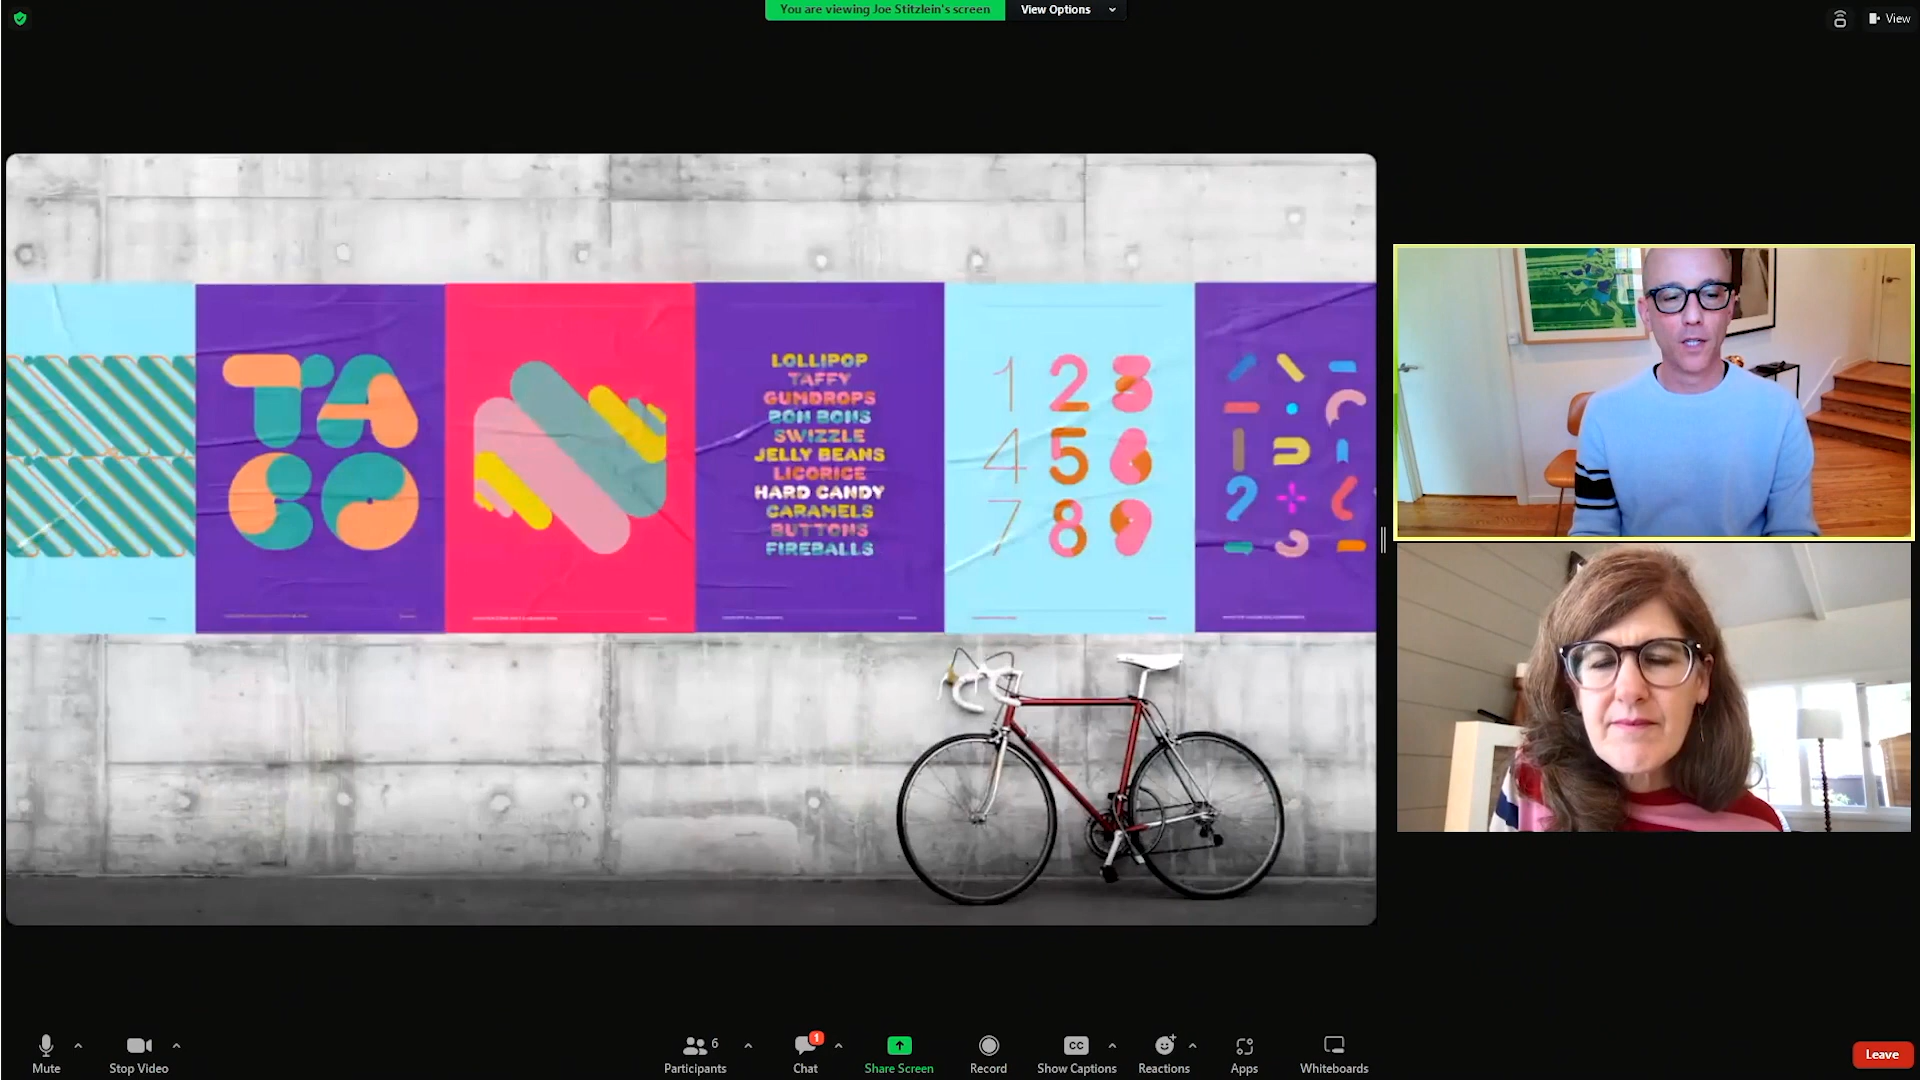 You are viewing Joe Stitzlein's screen
View Options
View
TA
CO
LOLLIPOP
TAFFY
GUMDROPS
BON BONS
SWIZZLE
JELLY BEANS
LICORICE
HARD CANDY
CARAMELS
BUTTONS
FIREBALLS
1 2 3
4 5 6
7 8 9
Mute
Stop Video
Participants
6
Chat
1
Share Screen
Record
CC
Show Captions
Reactions
Apps
Whiteboards
Leave